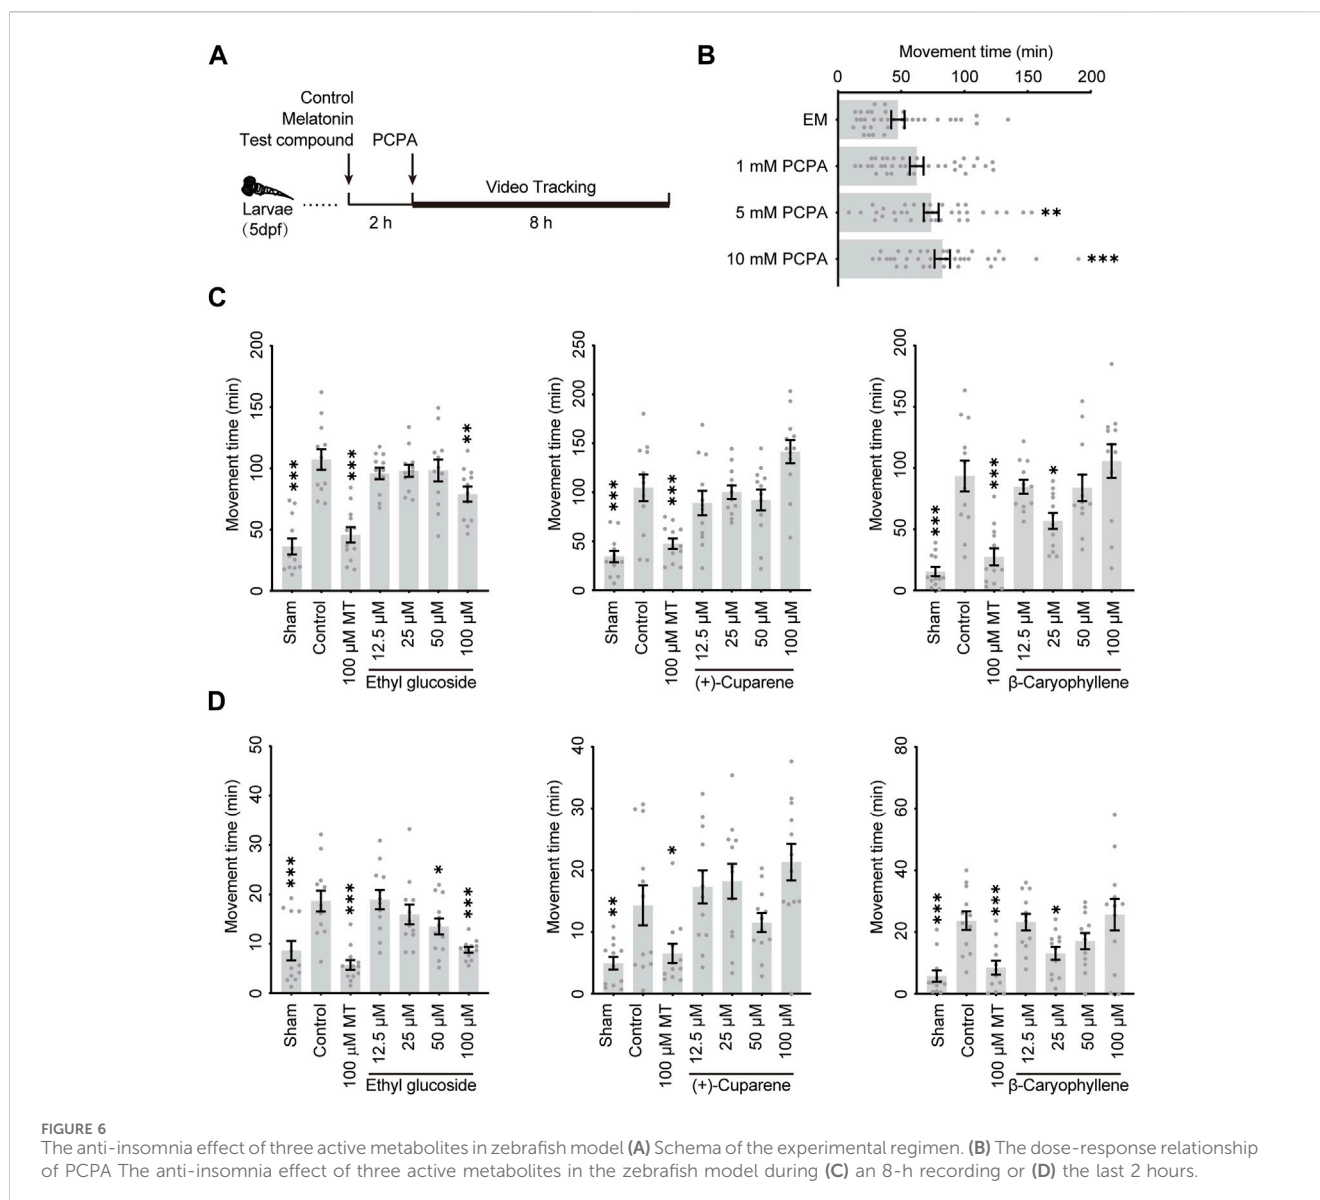 A
Control
Melatonin
Test compound
PCPA
Video Tracking
Larvae
(5dpf)
......
2 h
8 h
B
Movement time (min)
0 50 100 150 200
EM
1 mM PCPA
5 mM PCPA **
10 mM PCPA ***
C
Movement time (min)
200
150
100
50
0
*** *** **
Sham Control 100 μM MT 12.5 μM 25 μM 50 μM 100 μM
Ethyl glucoside
Movement time (min)
250
200
150
100
50
0
*** ***
Sham Control 100 μM MT 12.5 μM 25 μM 50 μM 100 μM
(+)-Cuparene
Movement time (min)
200
150
100
50
0
*** *** *
Sham Control 100 μM MT 12.5 μM 25 μM 50 μM 100 μM
β-Caryophyllene
D
Movement time (min)
50
40
30
20
10
0
*** *** * ***
Sham Control 100 μM MT 12.5 μM 25 μM 50 μM 100 μM
Ethyl glucoside
Movement time (min)
40
30
20
10
0
** *
Sham Control 100 μM MT 12.5 μM 25 μM 50 μM 100 μM
(+)-Cuparene
Movement time (min)
80
60
40
20
0
*** *** *
Sham Control 100 μM MT 12.5 μM 25 μM 50 μM 100 μM
β-Caryophyllene
FIGURE 6
The anti-insomnia effect of three active metabolites in zebrafish model (A) Schema of the experimental regimen. (B) The dose-response relationship
of PCPA The anti-insomnia effect of three active metabolites in the zebrafish model during (C) an 8-h recording or (D) the last 2 hours.